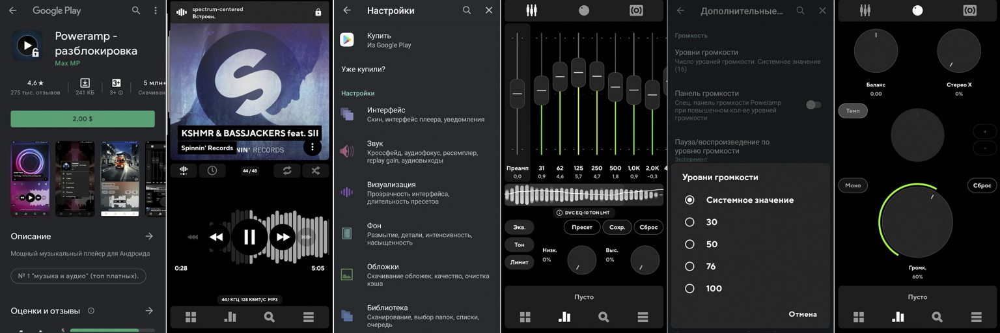 Google Play
Poweramp -
разблокировка
Max MP
4,6★
275 тыс. отзывов
241 КБ
3+
3+
5 млн+
Скачиван
2,00 $
Описание
Мощный музыкальный плейер для Андроида
№ 1 "музыка и аудио" (топ платных).
Оценки и отзывы
5
spectrum-centered
Встроен.
KSHMR & BASSJACKERS feat. SIR
Spinnin' Records
NNIN' RECORDS
44 / 48
0:28
5:05
44.1 КГЦ 128 КБИТ/С MP3
Настройки
Купить
Из Google Play
Уже купили?
Настройки
Интерфейс
Скин, интерфейс плеера, уведомления
Звук
Кроссфейд, аудиофокус, ресемплер,
replay gain, аудиовыходы
Визуализация
Прозрачность интерфейса,
длительность пресетов
Фон
Размытие, детали, интенсивность,
насыщенность
Обложки
Скачивание обложек, качество, очистка
кэша
Библиотека
Сканирование, выбор папок, списки,
очередь
Преамп 31 62 125 250 500 1,0K 2,0K 4
0,0 0,9 4,6 5,7 4,7 1,8 0,9 -0,3
DVC EQ-10 TON LMT
Экв.
Пресет
Сохр.
Сброс
Тон
Лимит
Низк.
0%
Выс.
0%
Пусто
Дополнительные...
Громкость
Уровни громкости
Число уровней громкости: Системное значение
(16)
Панель громкости
Спец. панель громкости Poweramp
при повышенном кол-ве уровней
громкости
Пауза/воспроизведение по
уровню громкости
Эксперимент
Уровни громкости
Системное значение
30
50
76
100
Отмена
Баланс
0,00
Стерео X
0%
Темп
+
-
Моно
Сброс
Громк.
60%
Пусто